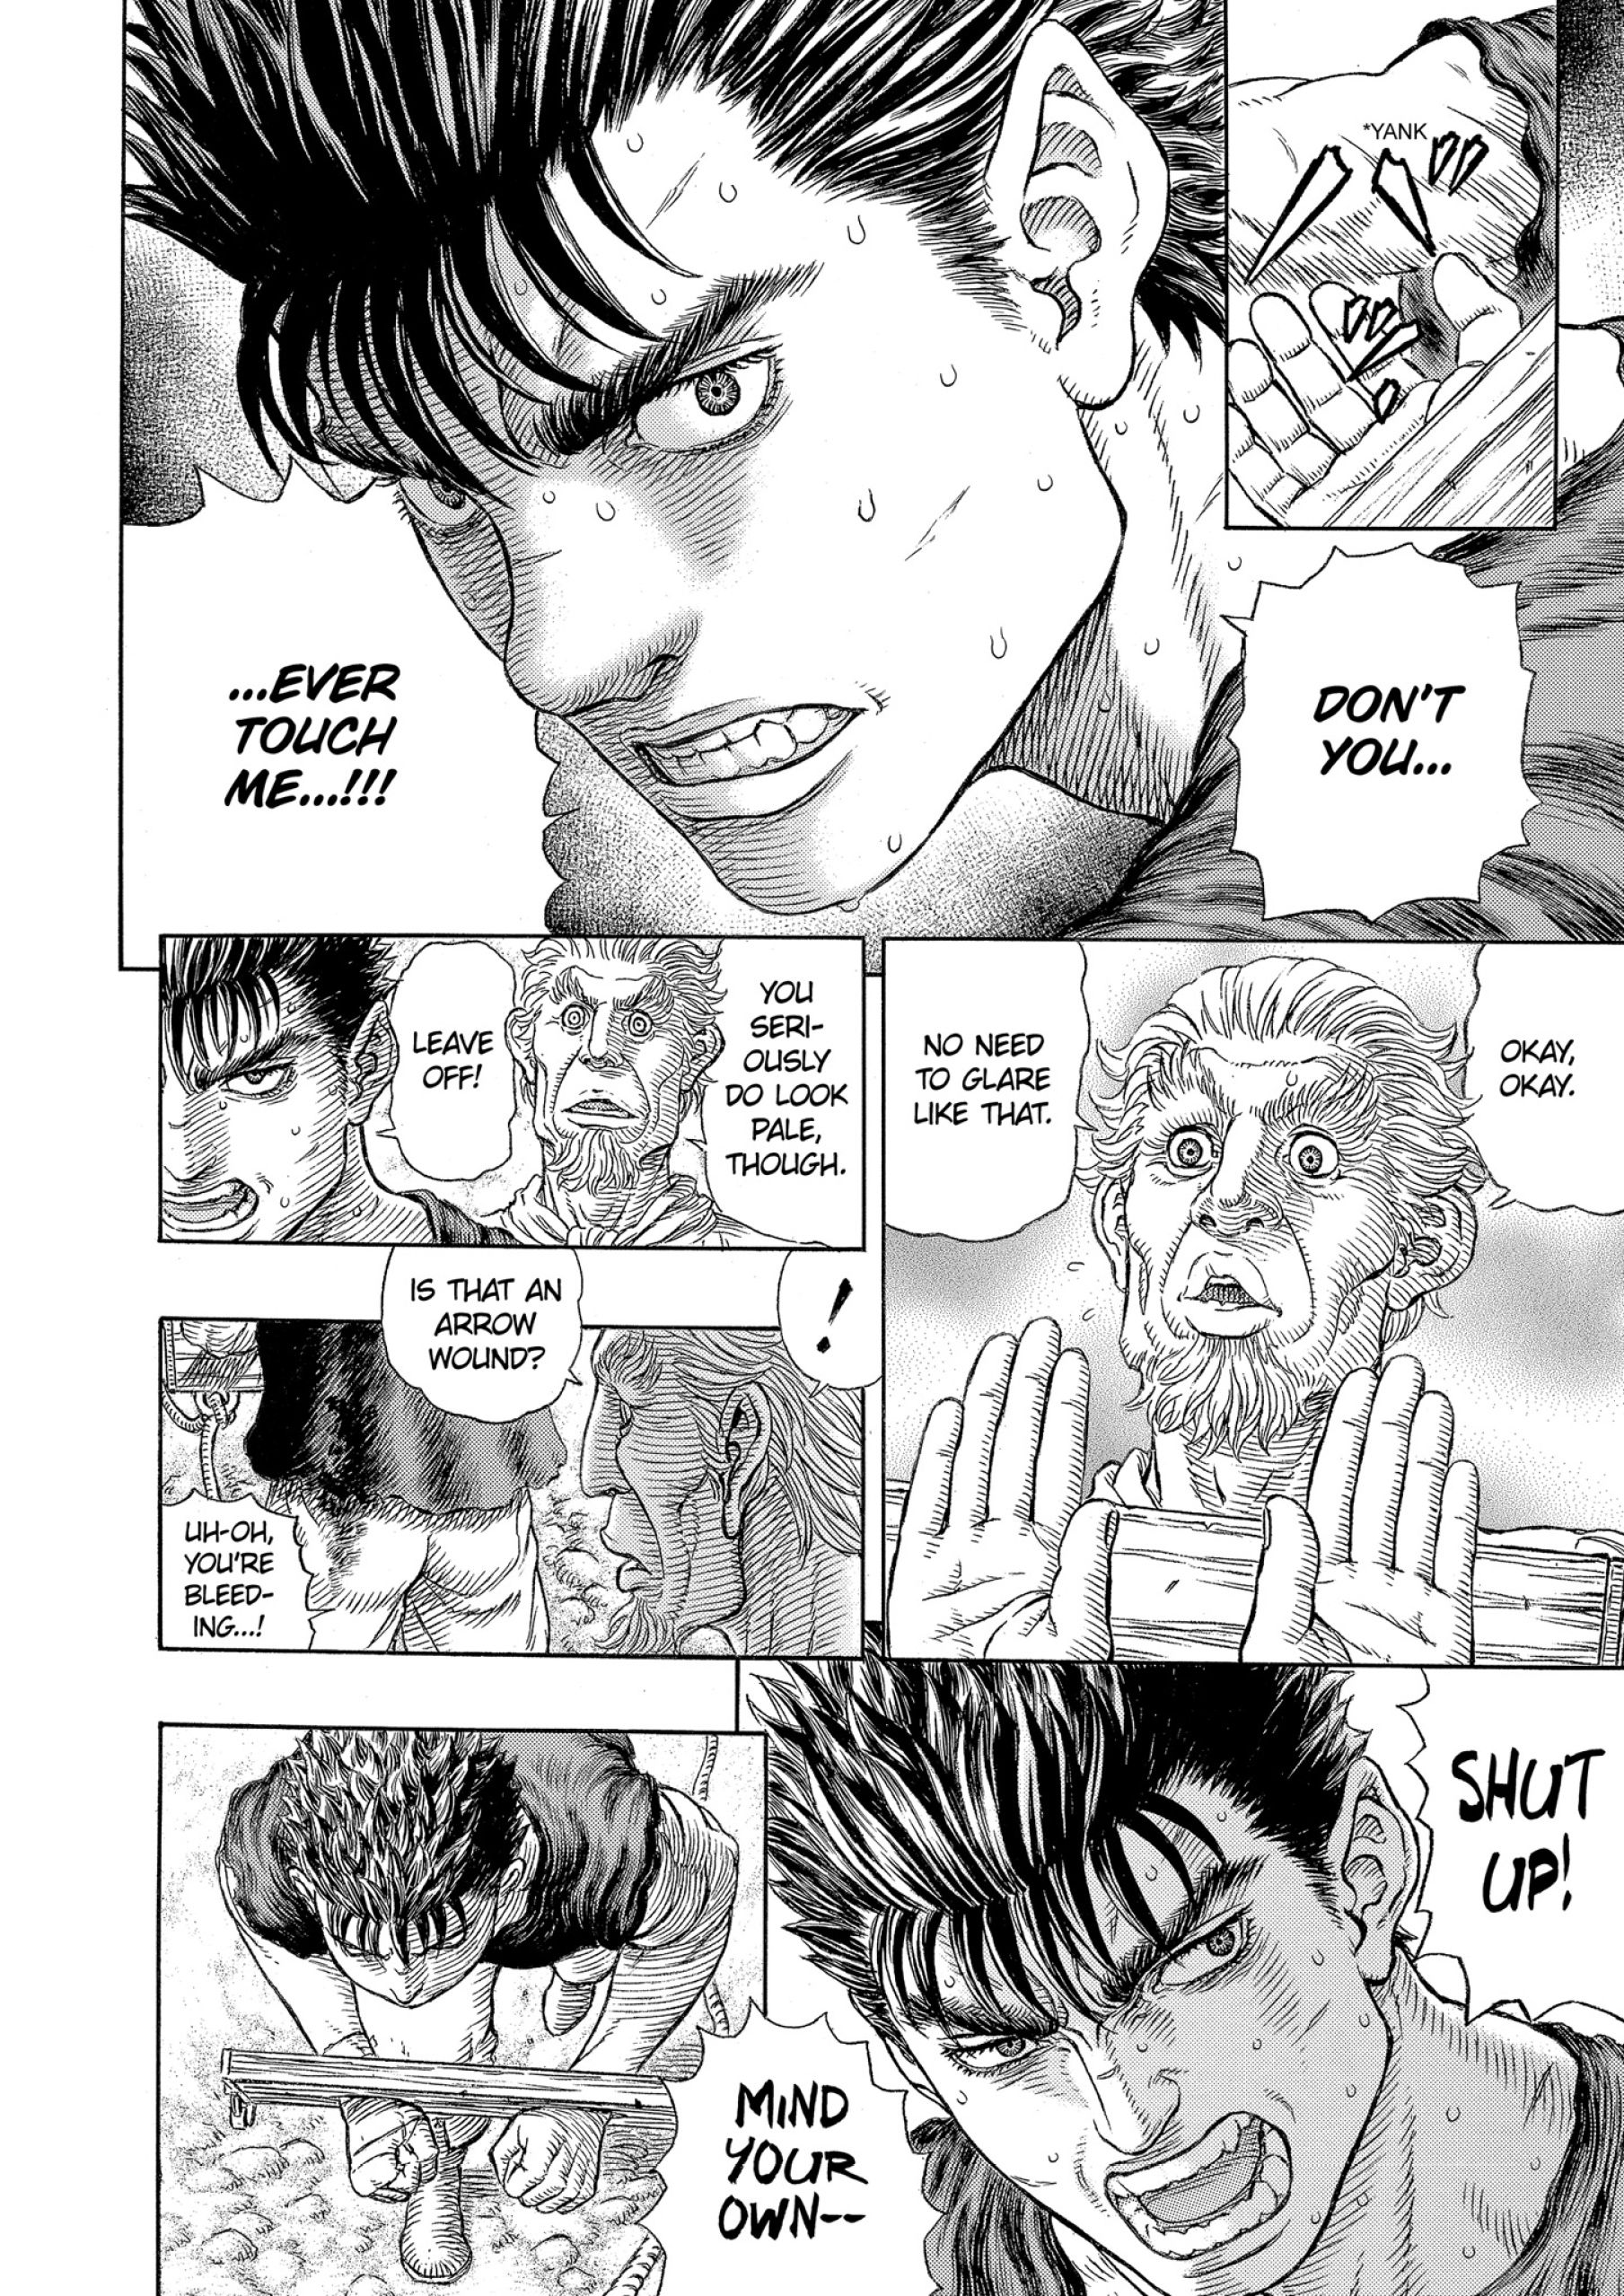 *YANK
バ
ッ
DON'T
YOU...
...EVER
TOUCH
ME...!!!
OKAY,
OKAY.
NO NEED
TO GLARE
LIKE THAT.
YOU
SERI-
OUSLY
DO LOOK
PALE,
THOUGH.
LEAVE
OFF!
!
IS THAT AN
ARROW
WOUND?
UH-OH,
YOU'RE
BLEED-
ING...!
SHUT
UP!
MIND
YOUR
OWN--